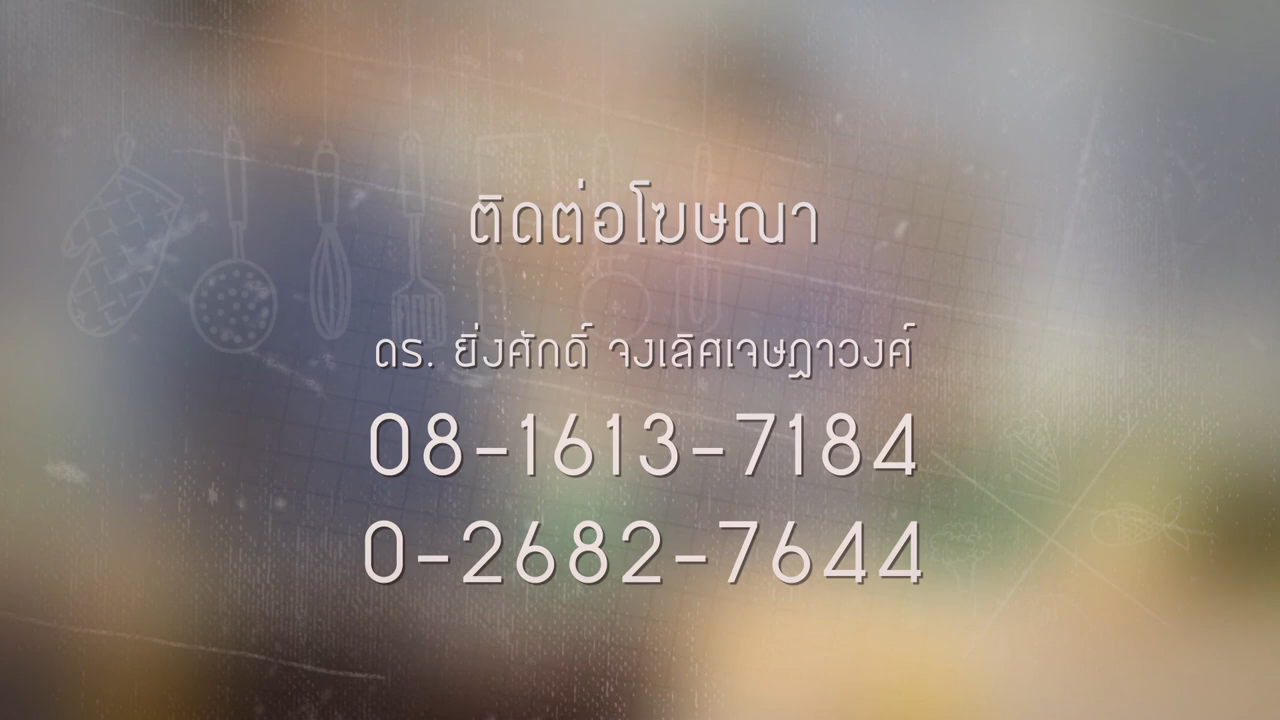 ติดต่อโฆษณา
ดร. ยิ่งศักดิ์ จงเลิศเจษฎาวงศ์
08-1613-7184
0-2682-7644